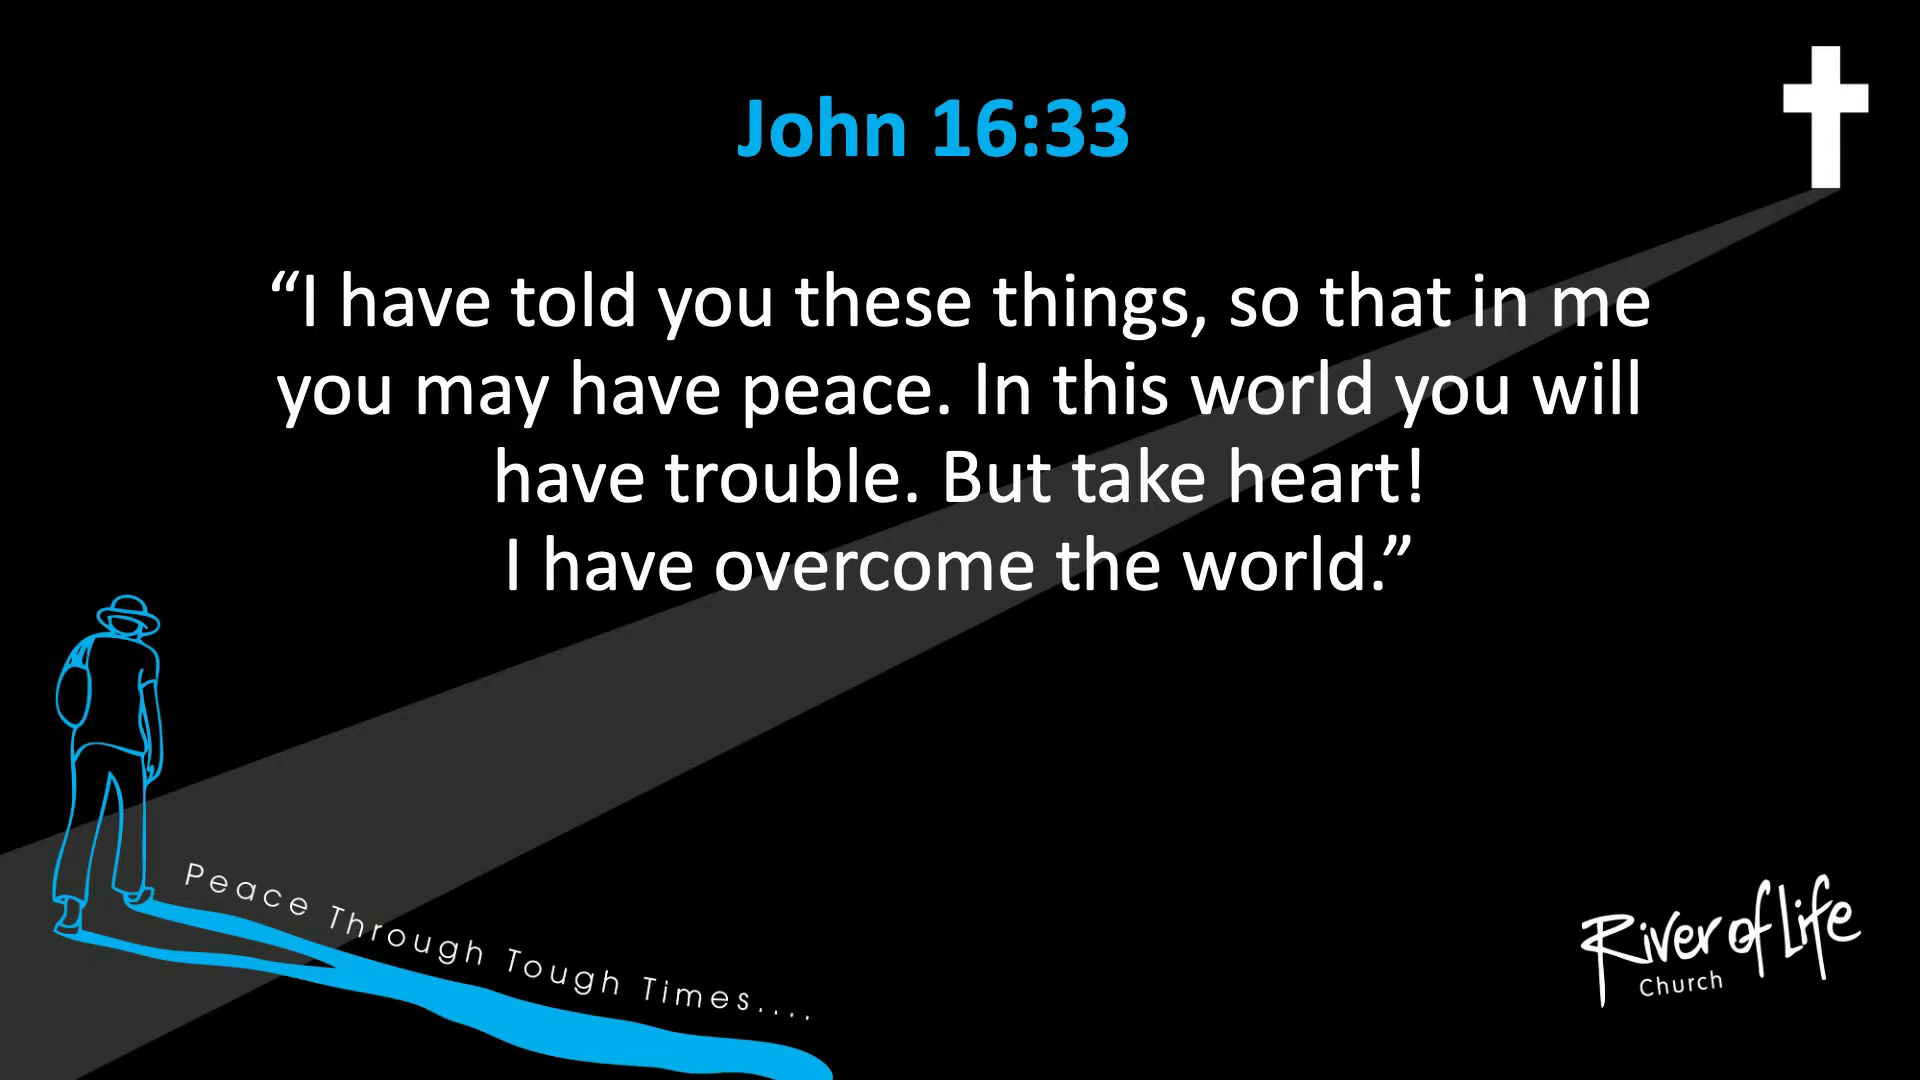 John 16:33
“I have told you these things, so that in me
you may have peace. In this world you will
have trouble. But take heart!
I have overcome the world.”
Peace Through Tough Times....
River of Life
Church